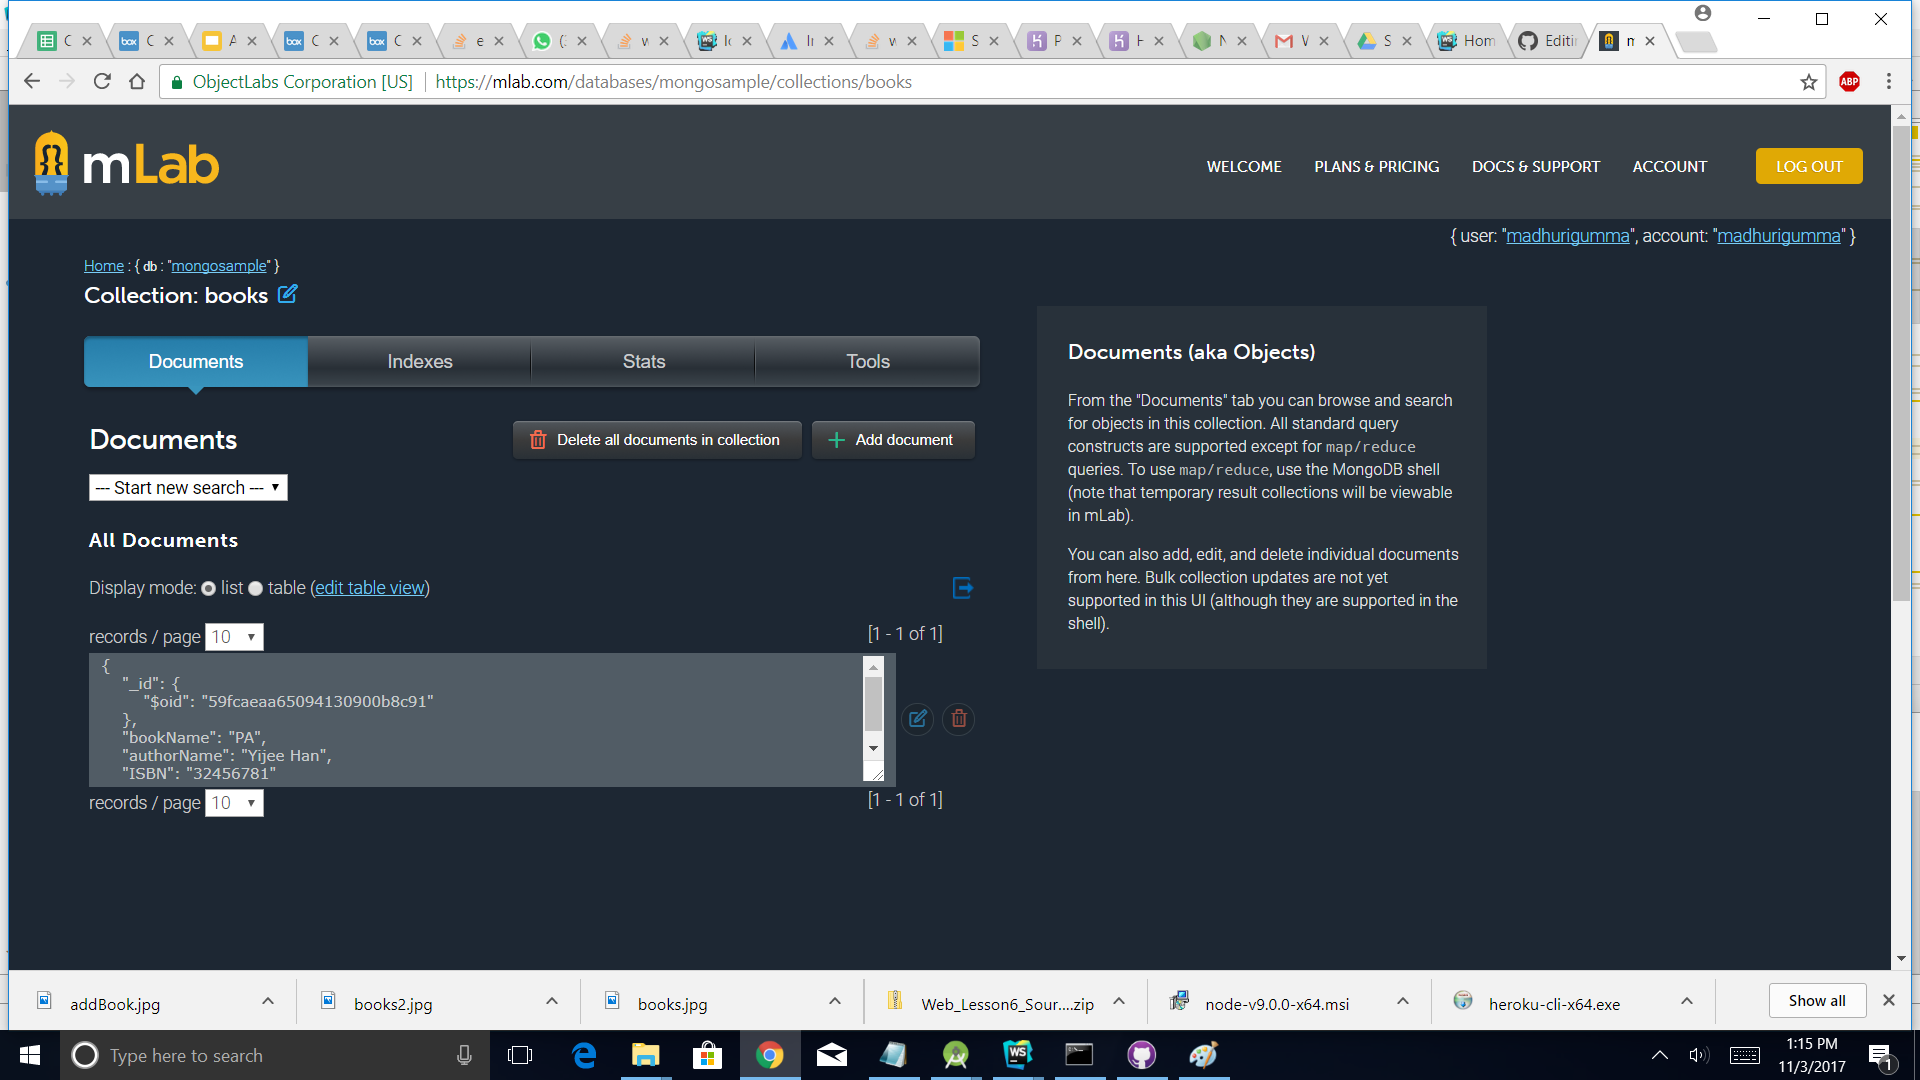 C
C
A
C
C
e
(:
w
Ic
Ir
w
S
P
H
N
V
S
Hom
Editi
m
ObjectLabs Corporation [US]
https://mlab.com/databases/mongosample/collections/books
ABP
mLab
WELCOME
PLANS & PRICING
DOCS & SUPPORT
ACCOUNT
LOG OUT
{ user: "madhurigumma", account: "madhurigumma" }
Home : { db : "mongosample" }
Collection: books
Documents
Indexes
Stats
Tools
Documents
Delete all documents in collection
Add document
--- Start new search ---
All Documents
Display mode: list table (edit table view)
records / page 10
[1 - 1 of 1]
{
"_id": {
"$oid": "59fcaeaa65094130900b8c91"
},
"bookName": "PA",
"authorName": "Yijee Han",
"ISBN": "32456781"
records / page 10
[1 - 1 of 1]
Documents (aka Objects)
From the "Documents" tab you can browse and search
for objects in this collection. All standard query
constructs are supported except for map/reduce
queries. To use map/reduce, use the MongoDB shell
(note that temporary result collections will be viewable
in mLab).
You can also add, edit, and delete individual documents
from here. Bulk collection updates are not yet
supported in this UI (although they are supported in the
shell).
addBook.jpg
books2.jpg
books.jpg
Web_Lesson6_Sour....zip
node-v9.0.0-x64.msi
heroku-cli-x64.exe
Show all
Type here to search
1:15 PM
11/3/2017
1